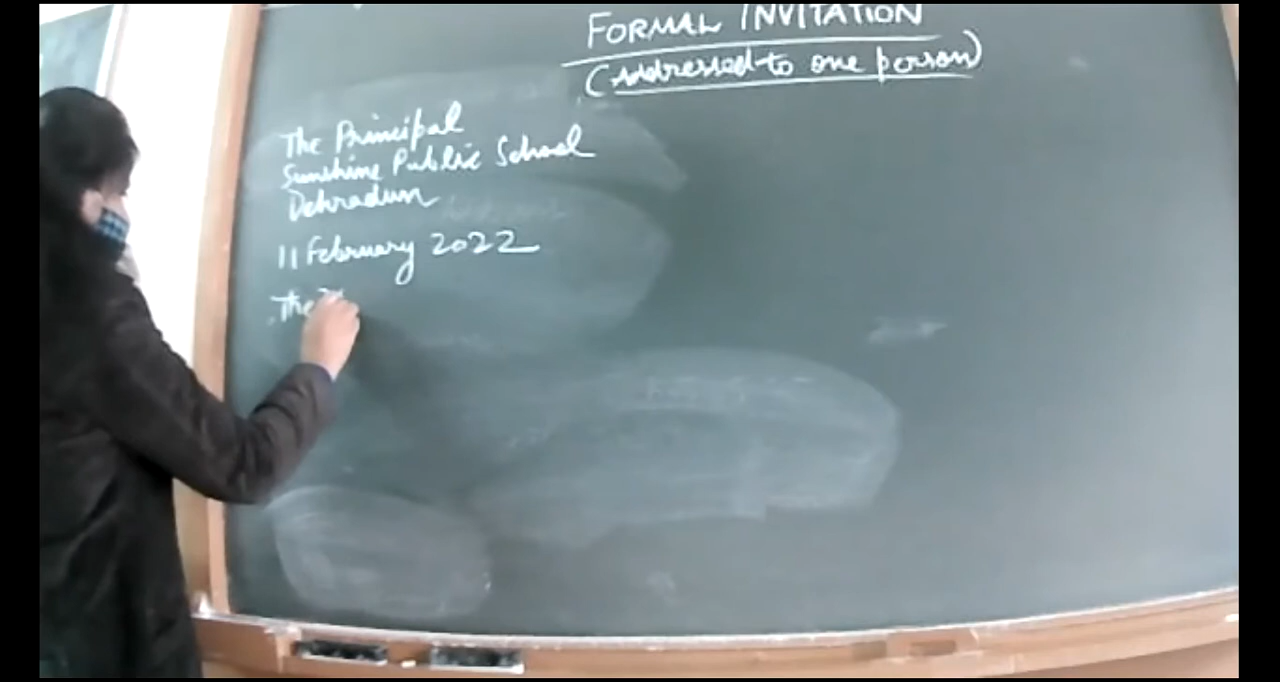 FORMAL INVITATION
(Addressed to one person)
The Principal
Sunshine Public School
Dehradun
11 February 2022
The